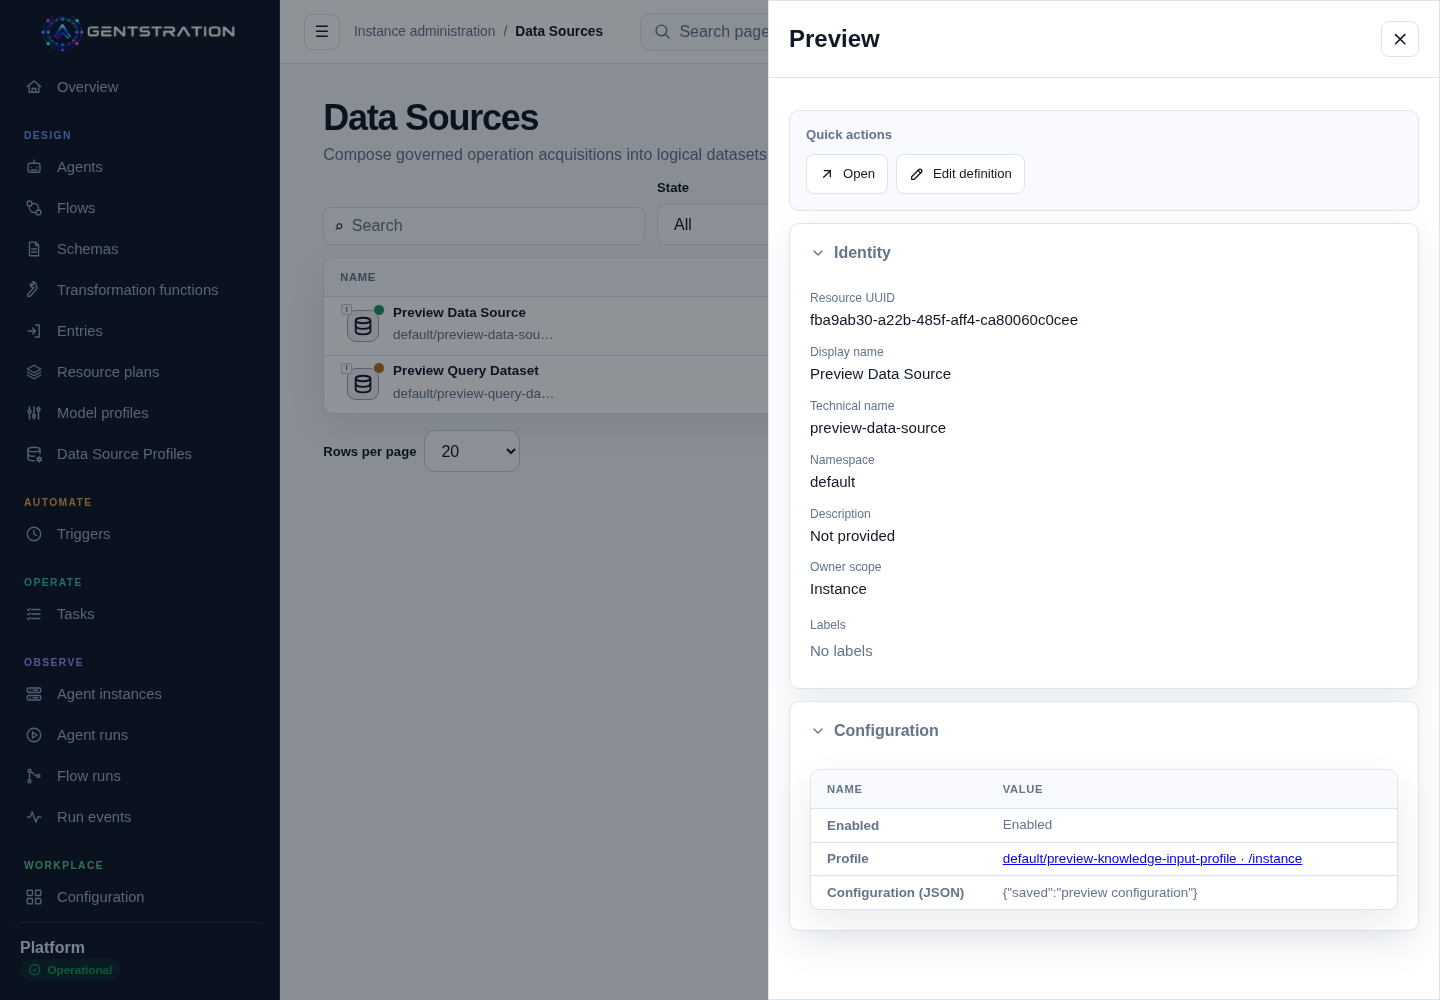 GENTSTRATION
Overview
DESIGN
Agents
Flows
Schemas
Transformation functions
Entries
Resource plans
Model profiles
Data Source Profiles
AUTOMATE
Triggers
OPERATE
Tasks
OBSERVE
Agent instances
Agent runs
Flow runs
Run events
WORKPLACE
Configuration
Platform
Operational
Instance administration / Data Sources
Search page
Data Sources
Compose governed operation acquisitions into logical datasets
State
Search
All
NAME
I
Preview Data Source
default/preview-data-sou…
I
Preview Query Dataset
default/preview-query-da…
Rows per page 20
Preview
Quick actions
Open Edit definition
Identity
Resource UUID
fba9ab30-a22b-485f-aff4-ca80060c0cee
Display name
Preview Data Source
Technical name
preview-data-source
Namespace
default
Description
Not provided
Owner scope
Instance
Labels
No labels
Configuration
NAME VALUE
Enabled Enabled
Profile default/preview-knowledge-input-profile · /instance
Configuration (JSON) {"saved":"preview configuration"}